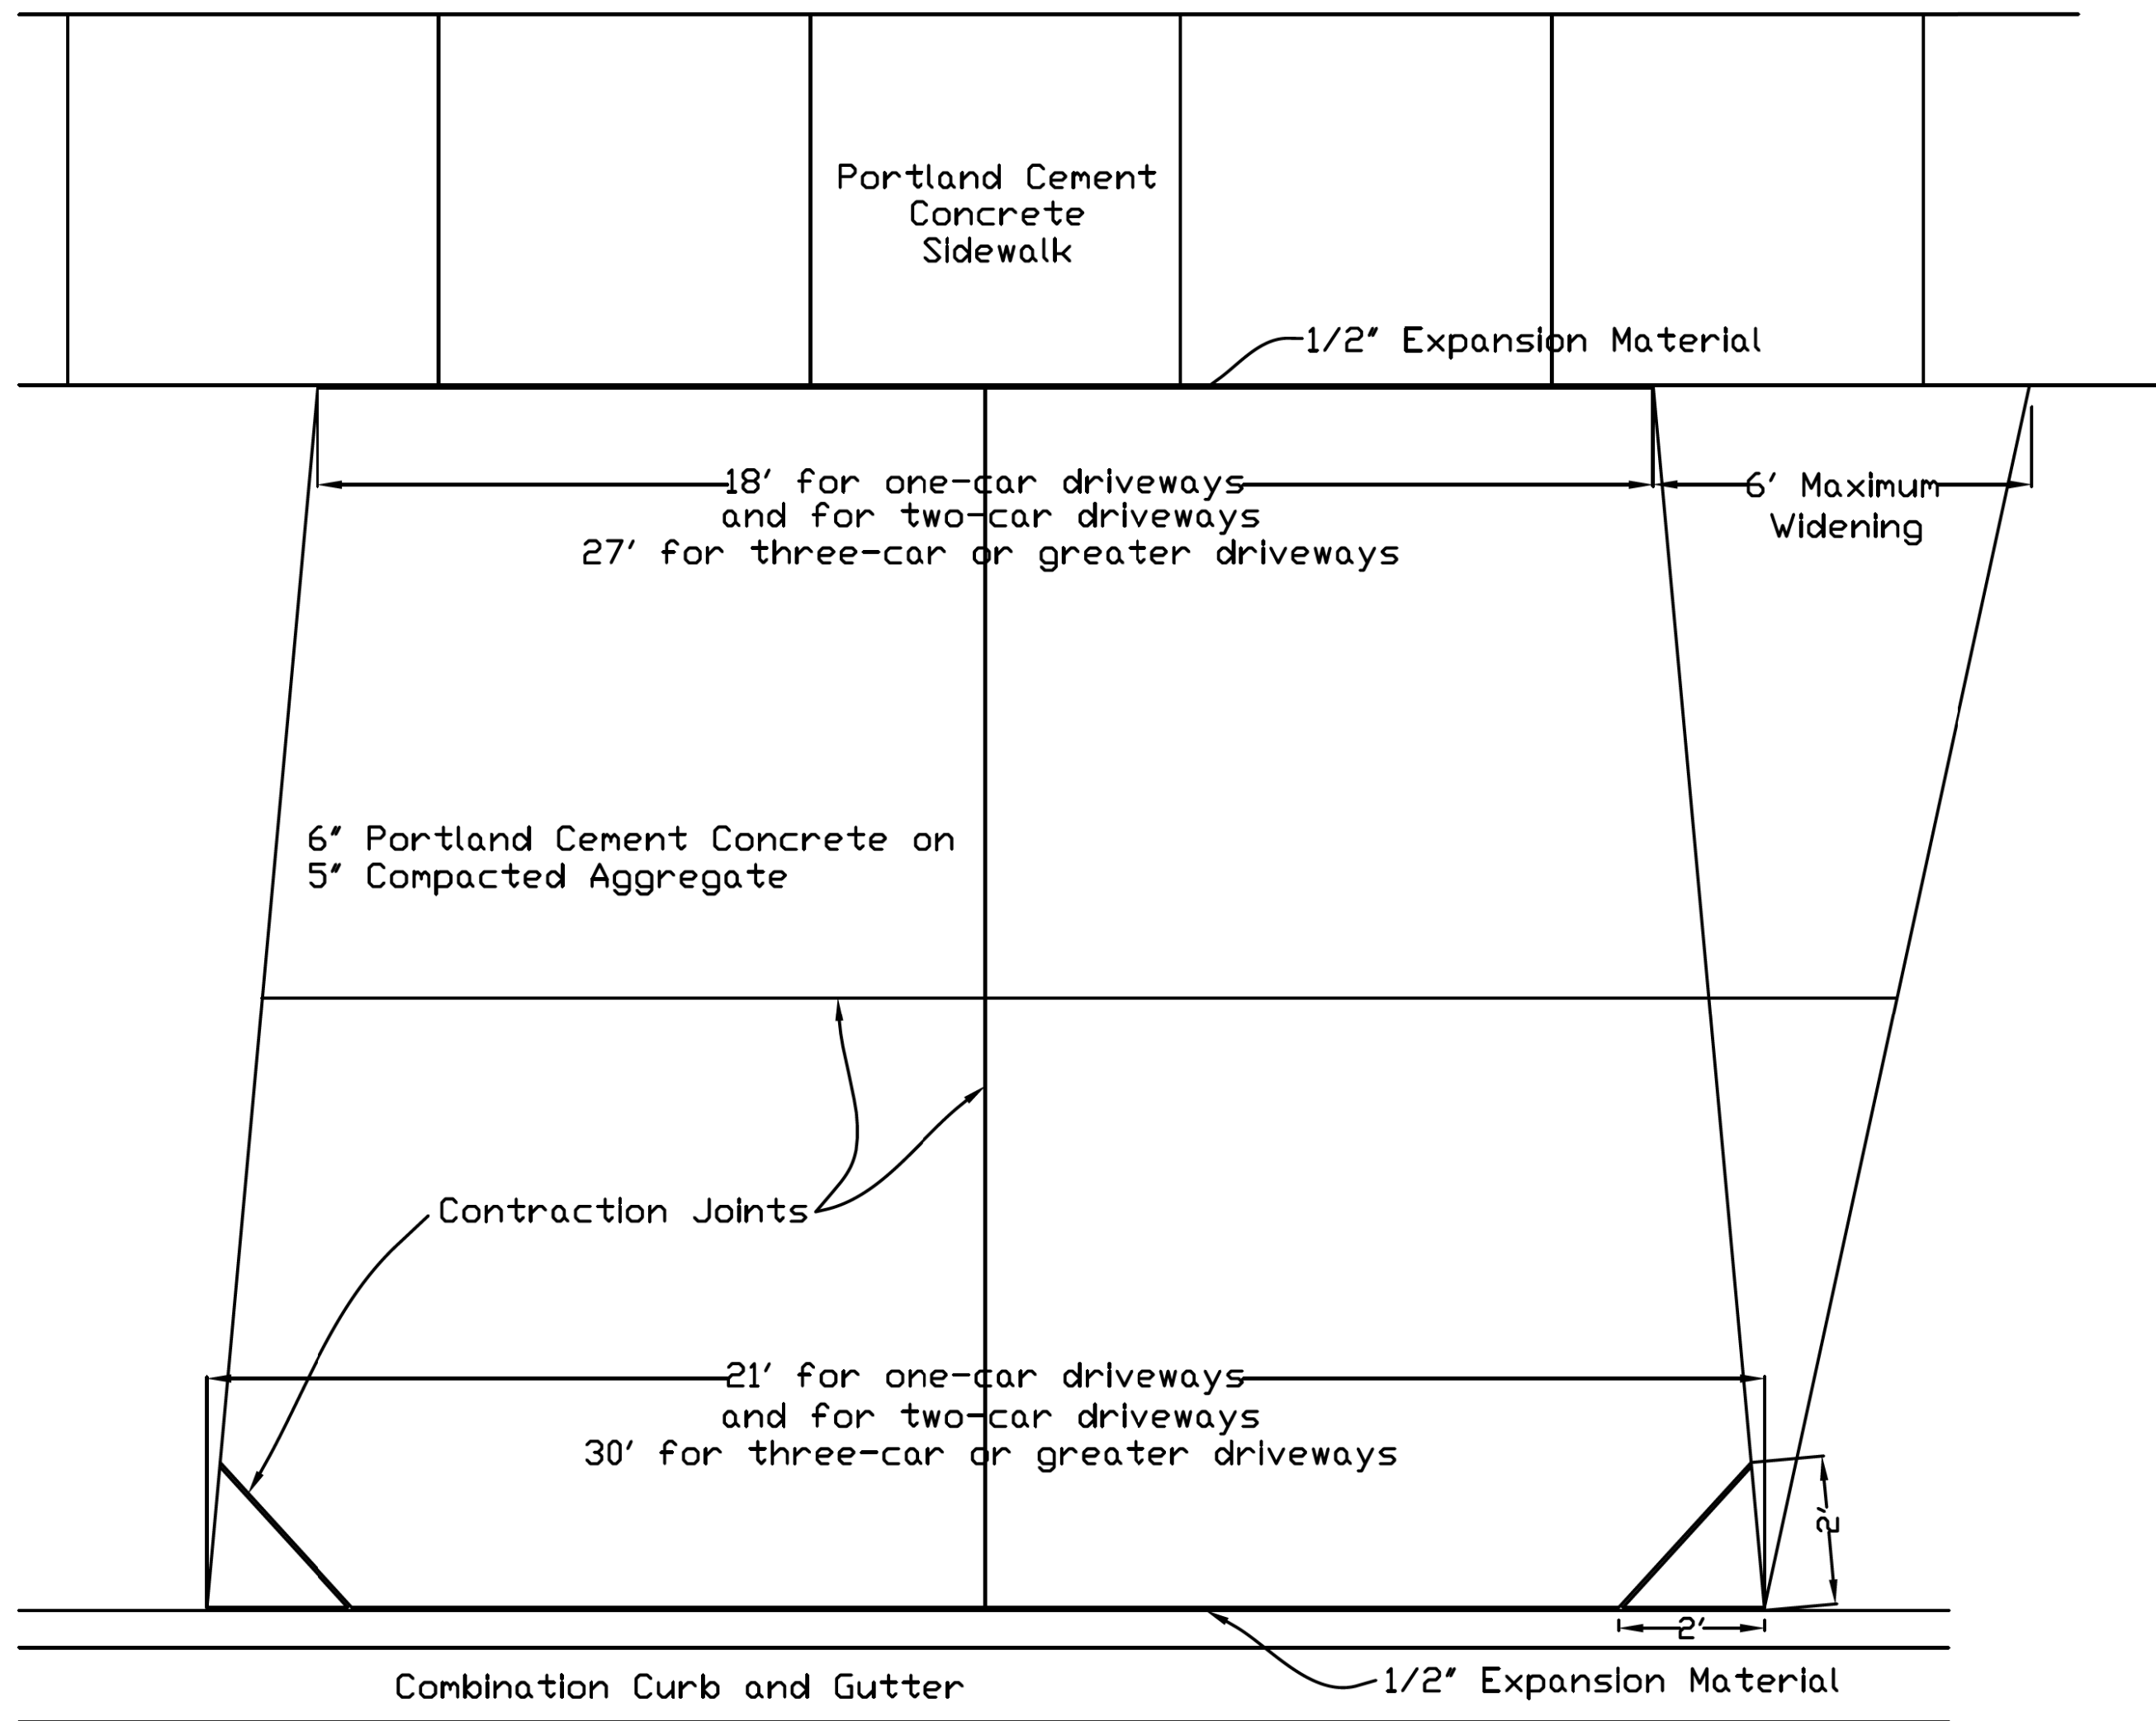 Portland Cement
Concrete
Sidewalk
1/2" Expansion Material
18' for one-car driveways
and for two-car driveways
27' for three-car or greater driveways
6' Maximum
Widening
6" Portland Cement Concrete on
5" Compacted Aggregate
Contraction Joints
21' for one-car driveways
and for two-car driveways
30' for three-car or greater driveways
2'
2'
Combination Curb and Gutter
1/2" Expansion Material